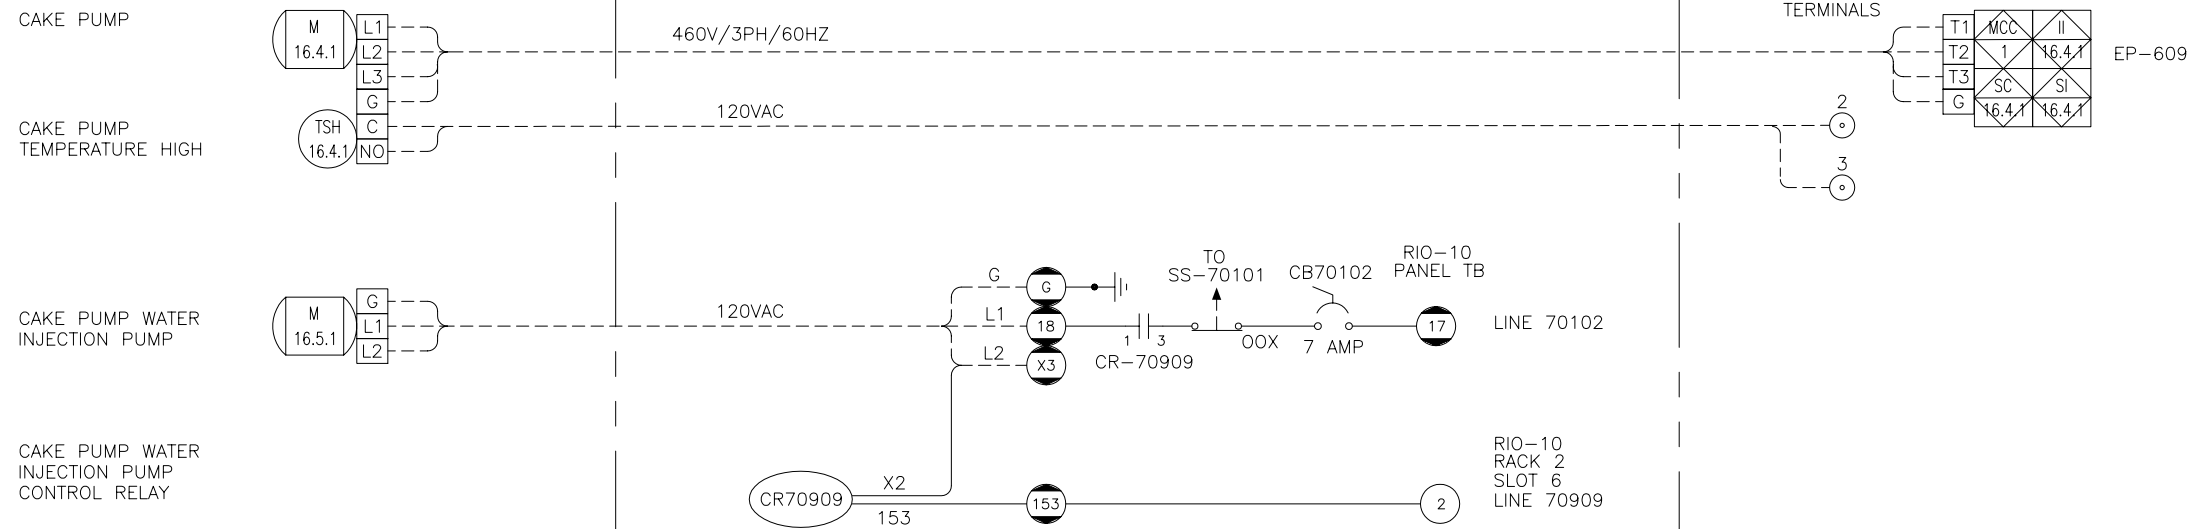 CAKE PUMP
M
16.4.1
L1
L2
L3
G
460V/3PH/60HZ
TERMINALS
T1
T2
T3
G
MCC
1
II
16.4.1
SC
16.4.1
SI
16.4.1
EP-609
CAKE PUMP
TEMPERATURE HIGH
TSH
16.4.1
C
NO
120VAC
2
3
CAKE PUMP WATER
INJECTION PUMP
M
16.5.1
G
L1
L2
120VAC
G
L1
L2
G
18
X3
1
3
CR-70909
TO
SS-70101
OOX
CB70102
7 AMP
RIO-10
PANEL TB
17
LINE 70102
CAKE PUMP WATER
INJECTION PUMP
CONTROL RELAY
CR70909
X2
153
153
2
RIO-10
RACK 2
SLOT 6
LINE 70909